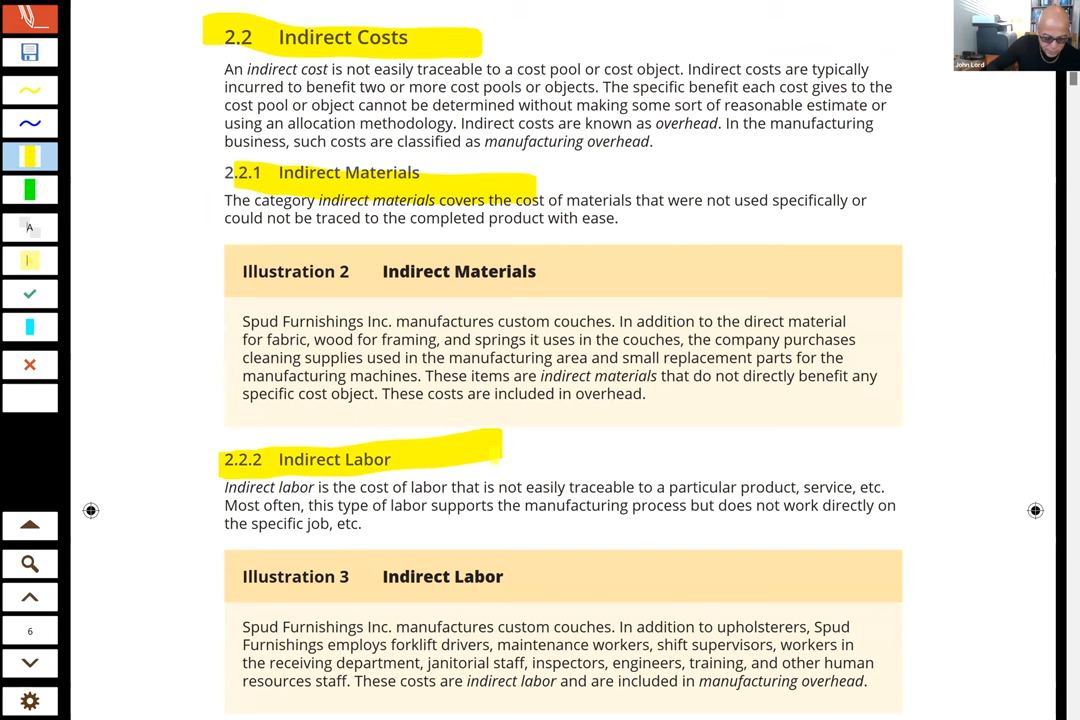 2.2 Indirect Costs
John Lord
An indirect cost is not easily traceable to a cost pool or cost object. Indirect costs are typically
incurred to benefit two or more cost pools or objects. The specific benefit each cost gives to the
cost pool or object cannot be determined without making some sort of reasonable estimate or
using an allocation methodology. Indirect costs are known as overhead. In the manufacturing
business, such costs are classified as manufacturing overhead.
2.2.1 Indirect Materials
The category indirect materials covers the cost of materials that were not used specifically or
could not be traced to the completed product with ease.
A
Illustration 2 Indirect Materials
Spud Furnishings Inc. manufactures custom couches. In addition to the direct material
for fabric, wood for framing, and springs it uses in the couches, the company purchases
cleaning supplies used in the manufacturing area and small replacement parts for the
manufacturing machines. These items are indirect materials that do not directly benefit any
specific cost object. These costs are included in overhead.
2.2.2 Indirect Labor
Indirect labor is the cost of labor that is not easily traceable to a particular product, service, etc.
Most often, this type of labor supports the manufacturing process but does not work directly on
the specific job, etc.
Illustration 3 Indirect Labor
Spud Furnishings Inc. manufactures custom couches. In addition to upholsterers, Spud
Furnishings employs forklift drivers, maintenance workers, shift supervisors, workers in
the receiving department, janitorial staff, inspectors, engineers, training, and other human
resources staff. These costs are indirect labor and are included in manufacturing overhead.
6